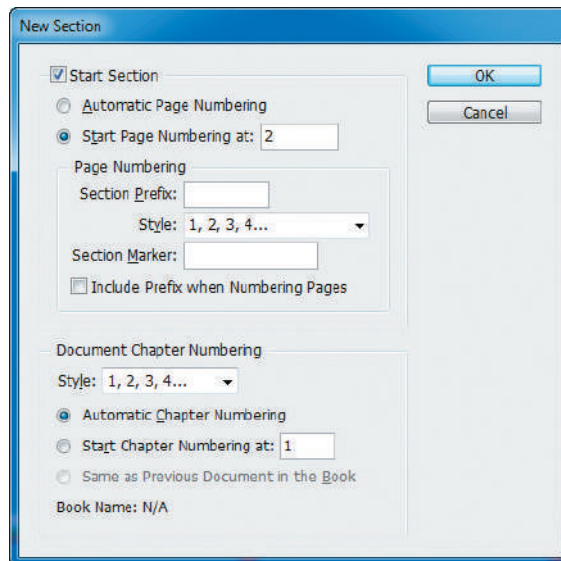 New Section
Start Section
OK
Automatic Page Numbering
Cancel
Start Page Numbering at: 2
Page Numbering
Section Prefix:
Style: 1, 2, 3, 4...
Section Marker:
Include Prefix when Numbering Pages
Document Chapter Numbering
Style: 1, 2, 3, 4...
Automatic Chapter Numbering
Start Chapter Numbering at: 1
Same as Previous Document in the Book
Book Name: N/A